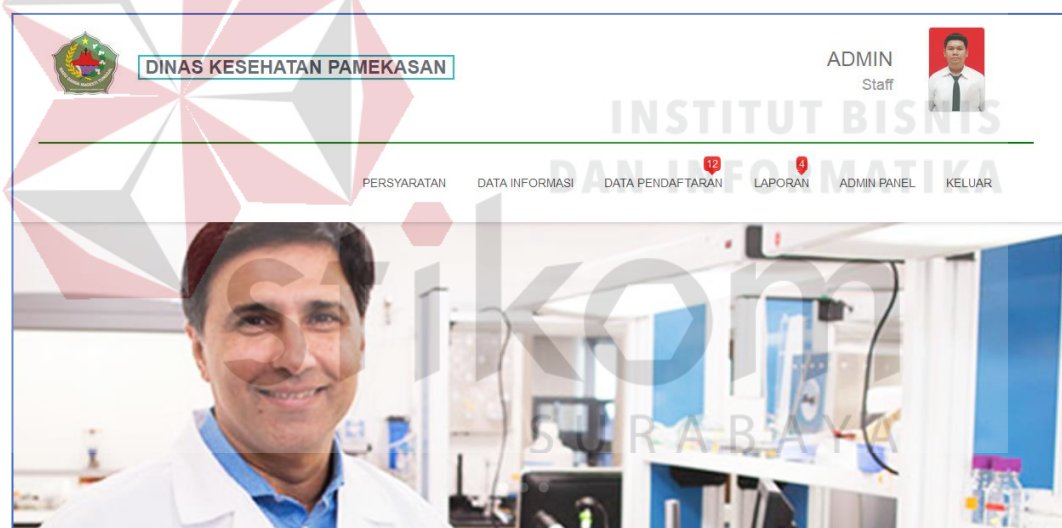 DINAS KESEHATAN PAMEKASAN
ADMIN
Staff
INSTITUT BISNIS
DAN INFORMATIKA
12
4
PERSYARATAN DATA INFORMASI DATA PENDAFTARAN LAPORAN ADMIN PANEL KELUAR
stikom
SURABAYA